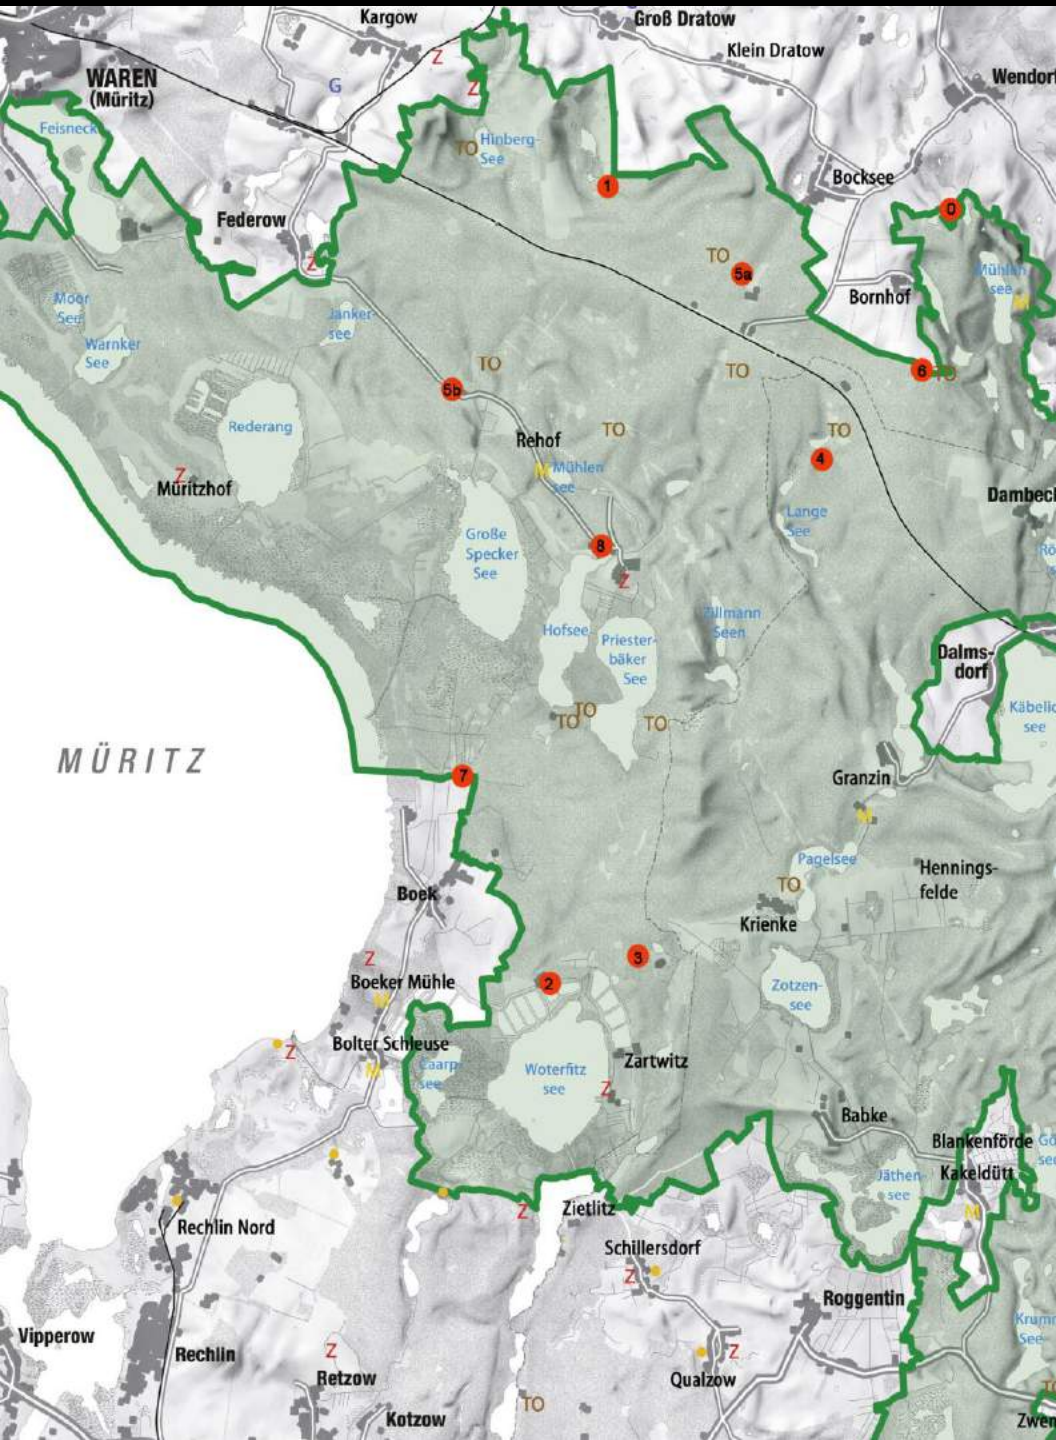 Kargow
Groß Dratow
Z
Klein Dratow
WAREN
(Müritz)
Wendorf
G
Z
Feisneck
TO
Hinberg-
See
Bocksee
1
0
Federow
Z
TO
5a
Mühlen
see
M
Bornhof
Moor
See
Janker-
see
Warnker
See
TO
TO
6
TO
5b
Rederang
Rehof
TO
TO
4
M
Mühlen
see
Z
Müritzhof
Dambeck
Große
Specker
See
Lange
See
8
Z
Zillmann
Seen
Hofsee
Priester-
bäker
See
Dalms-
dorf
TO
TO
TO
Käbelick
see
MÜRITZ
7
Granzin
M
Pagelsee
Hennings-
felde
Boek
TO
Krienke
Z
3
2
Boeker Mühle
M
Zotzen-
see
Bolter Schleuse
Z
M
Caarp
see
Woterfitz
see
Zartwitz
Z
Babke
Blankenförde
Kakeldütt
Jäthen-
see
M
Z
Zietlitz
Rechlin Nord
Schillersdorf
Z
Roggentin
Krumm
See
Vipperow
Rechlin
Z
Retzow
Z
Qualzow
TO
TO
Kotzow
Zwen